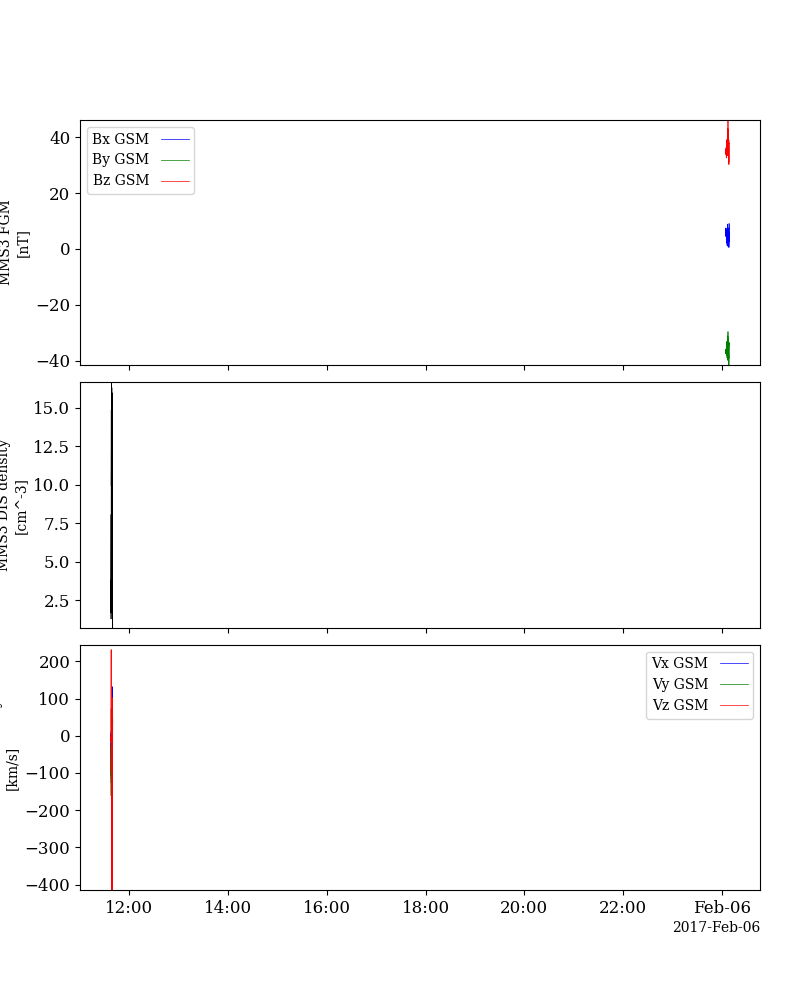 40
20
0
−20
−40
MMS3 FGM
[nT]
Bx GSM
By GSM
Bz GSM
15.0
12.5
10.0
7.5
5.0
2.5
MMS3 DIS density
[cm^-3]
200
100
0
−100
−200
−300
−400
[km/s]
Vx GSM
Vy GSM
Vz GSM
12:00
14:00
16:00
18:00
20:00
22:00
Feb-06
2017-Feb-06